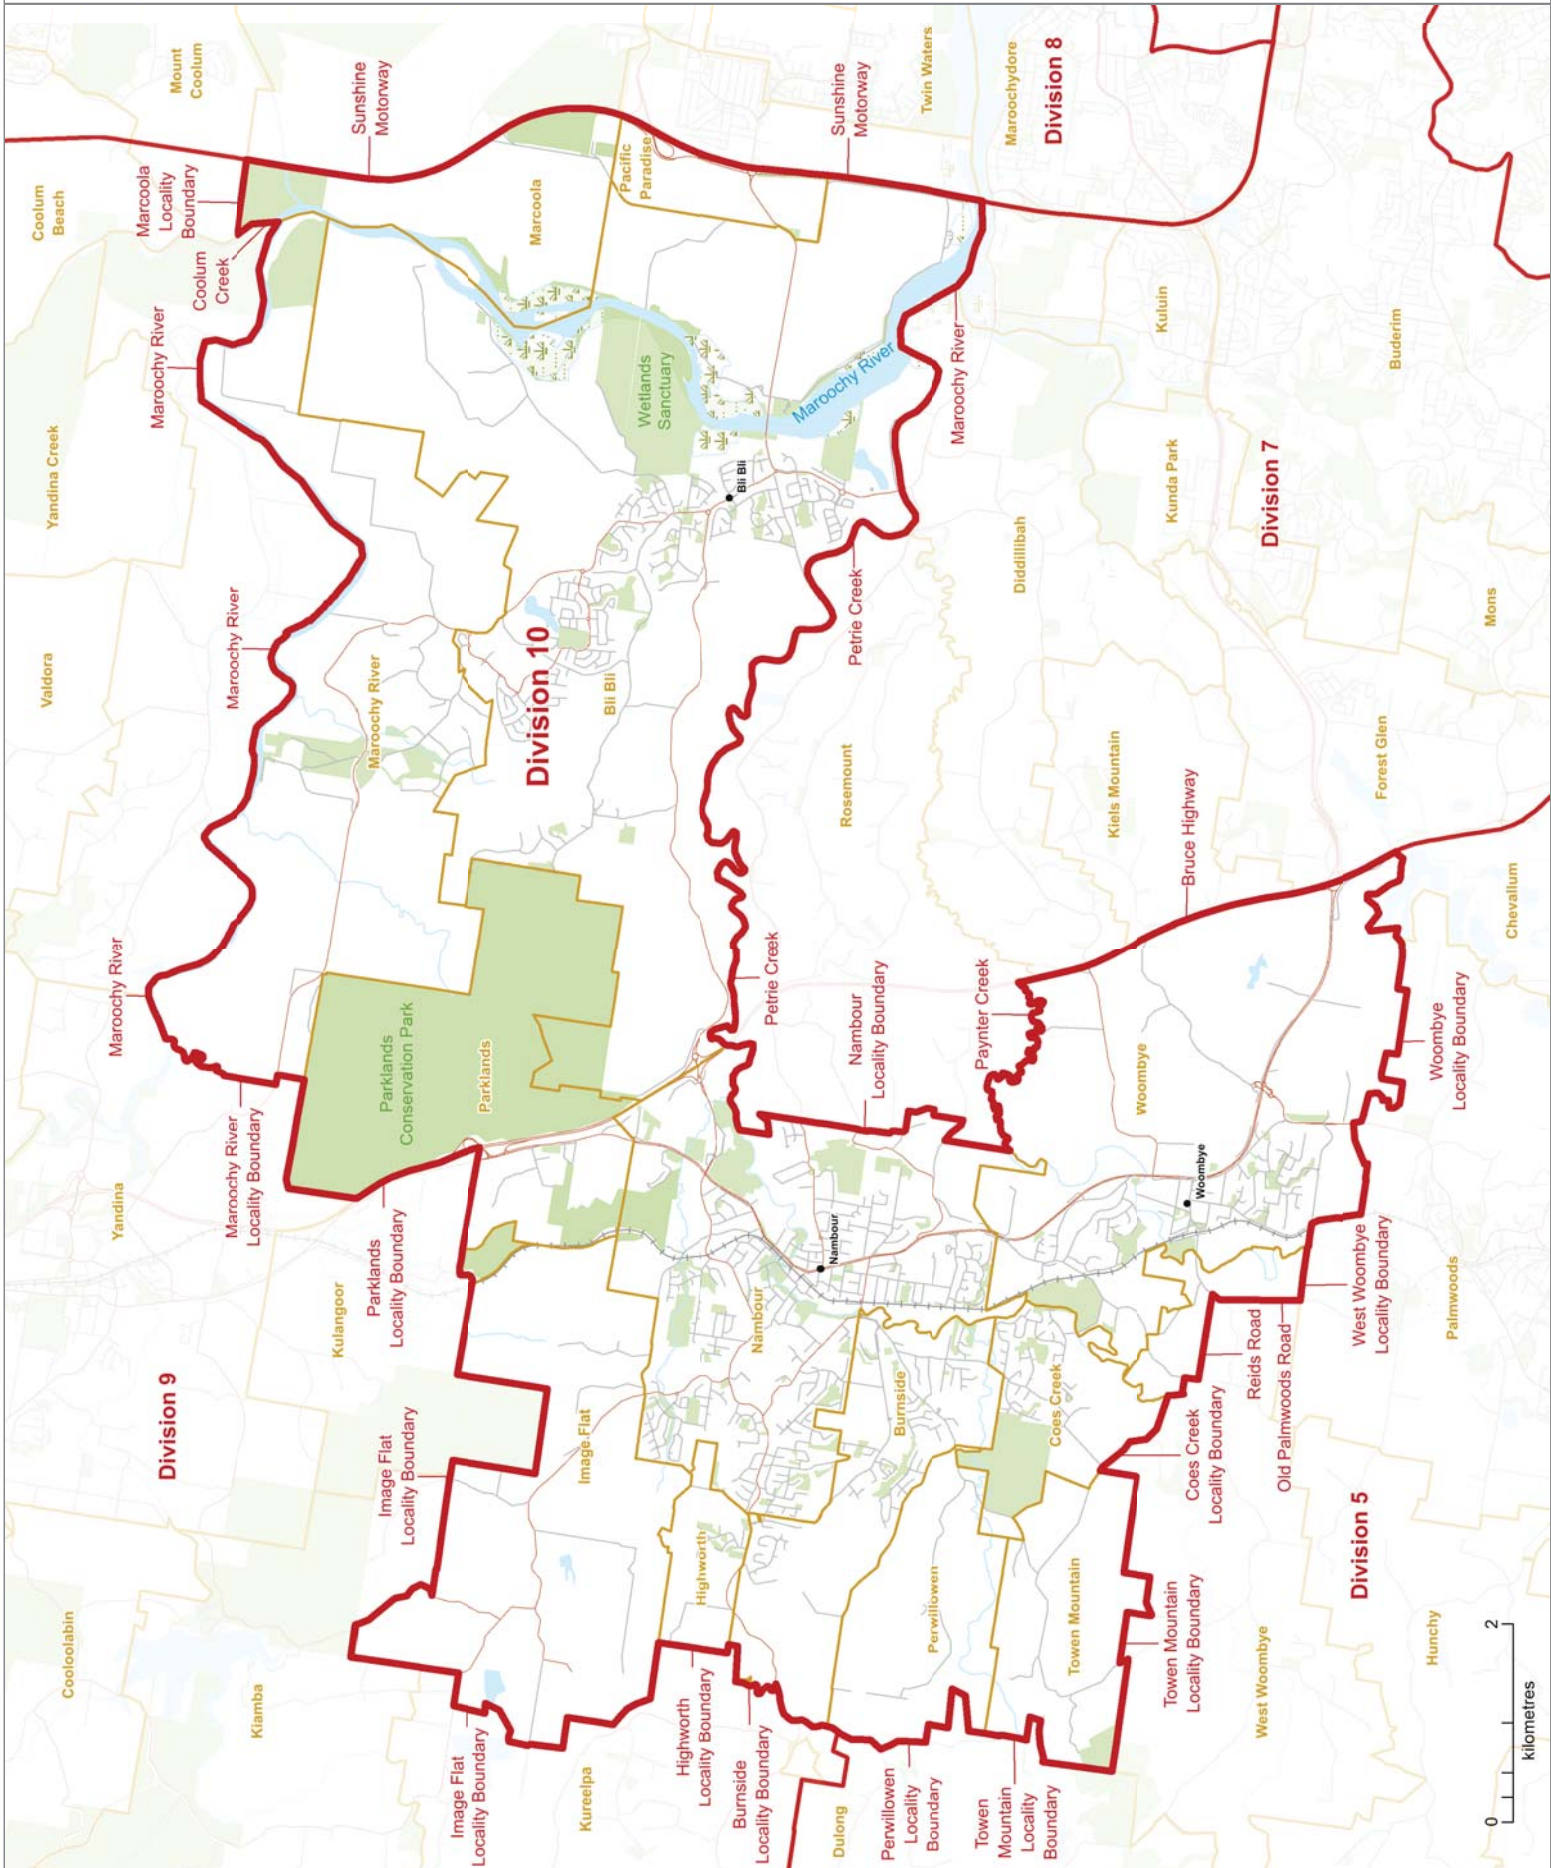 Mount
Coolum
Coolum
Beach
Yandina Creek
Valdora
Yandina
Cooloolabin
Kiamba
Division 9
Kulangoor
Sunshine
Motorway
Marcoola
Locality
Boundary
Coolum
Creek
Maroochy River
Maroochy River
Maroochy River
Maroochy River
Locality Boundary
Parklands
Locality Boundary
Image Flat
Locality Boundary
Image Flat
Locality Boundary
Maroochy River
Parklands
Conservation Park
Parklands
Marcoola
Pacific
Paradise
Wetlands
Sanctuary
Maroochy River
Bli Bli
Division 10
Bli Bli
Image Flat
Kureelpa
Sunshine
Motorway
Twin Waters
Maroochydore
Division 8
Maroochy River
Petrie Creek
Petrie Creek
Rosemount
Diddillibah
Kuluin
Kunda Park
Division 7
Buderim
Mons
Kiels Mountain
Forest Glen
Chevallum
Bruce Highway
Paynter Creek
Nambour
Locality Boundary
Nambour
Nambour
Highworth
Highworth
Locality Boundary
Burnside
Locality Boundary
Burnside
Perwillowen
Perwillowen
Locality
Boundary
Dulong
Towen
Mountain
Locality
Boundary
Towen Mountain
Towen Mountain
Locality Boundary
Coes Creek
Coes Creek
Locality Boundary
Reids Road
Old Palmwoods Road
West Woombye
Locality Boundary
Woombye
Woombye
Woombye
Locality Boundary
Palmwoods
Division 5
West Woombye
Hunchy
0
2
kilometres